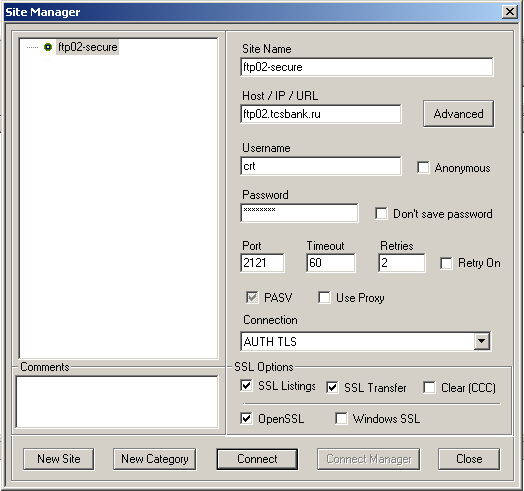 Site Manager
ftp02-secure
Site Name
ftp02-secure
Host / IP / URL
ftp02.tcsbank.ru
Advanced
Username
crt
Anonymous
Password
********
Don't save password
Port Timeout Retries
2121 60 2 Retry On
PASV Use Proxy
Connection
AUTH TLS
Comments
SSL Options
SSL Listings SSL Transfer Clear (CCC)
OpenSSL Windows SSL
New Site New Category Connect Connect Manager Close